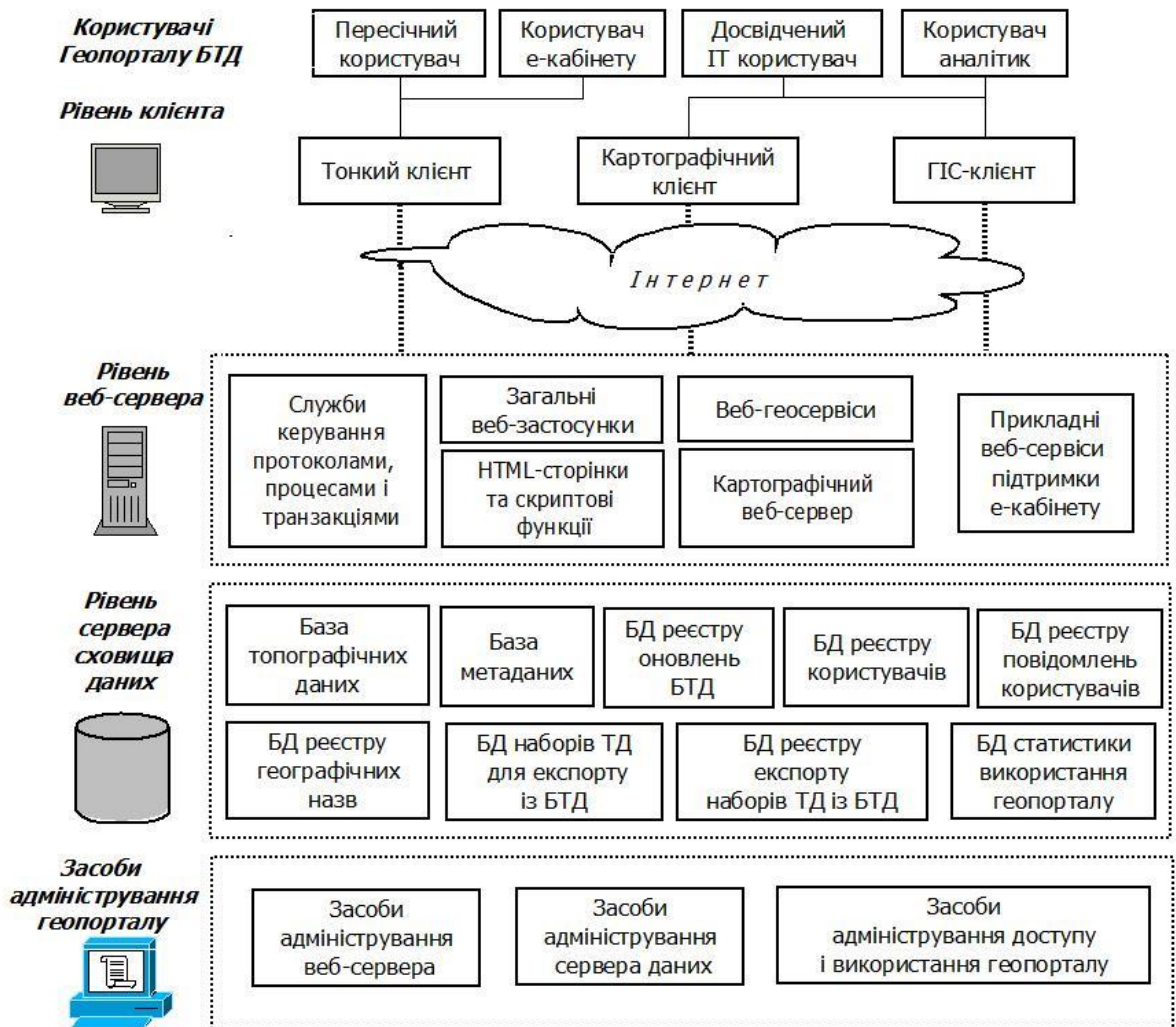 Користувачі
Геопорталу БТД
Пересічний
користувач
Користувач
е-кабінету
Досвідчений
ІТ користувач
Користувач
аналітик
Рівень клієнта
Тонкий клієнт
Картографічний
клієнт
ГІС-клієнт
Інтернет
Рівень
веб-сервера
Служби
керування
протоколами,
процесами і
транзакціями
Загальні
веб-застосунки
HTML-сторінки
та скриптові
функції
Веб-геосервіси
Картографічний
веб-сервер
Прикладні
веб-сервіси
підтримки
е-кабінету
Рівень
сервера
сховища
даних
База
топографічних
даних
База
метаданих
БД реєстру
оновлень
БТД
БД реєстру
користувачів
БД реєстру
повідомлень
користувачів
БД реєстру
географічних
назв
БД наборів ТД
для експорту
із БТД
БД реєстру
експорту
наборів ТД із БТД
БД статистики
використання
геопорталу
Засоби
адміністрування
геопорталу
Засоби
адміністрування
веб-сервера
Засоби
адміністрування
сервера даних
Засоби
адміністрування доступу
і використання геопорталу